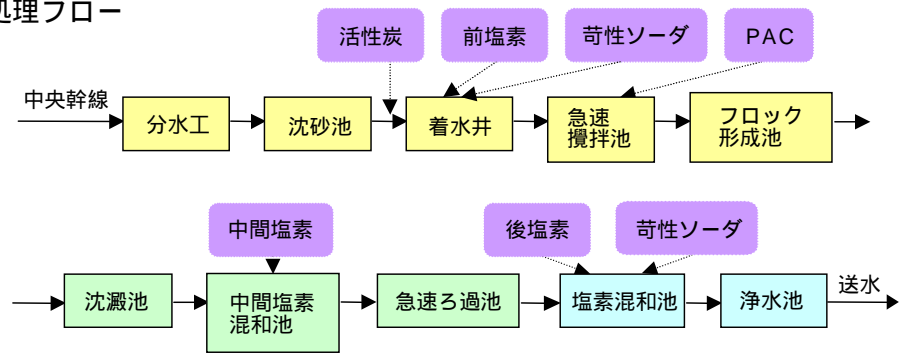 処理フロー
活性炭
前塩素
苛性ソーダ
PAC
中央幹線
分水工
沈砂池
着水井
急速
攪拌池
フロック
形成池
中間塩素
後塩素
苛性ソーダ
沈澱池
中間塩素
混和池
急速ろ過池
塩素混和池
浄水池
送水